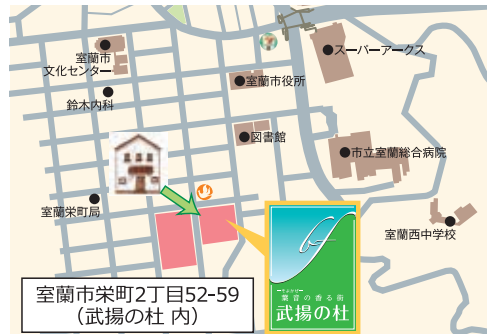 室蘭市
文化センター
スーパーアークス
室蘭市役所
鈴木内科
図書館
市立室蘭総合病院
室蘭栄町局
室蘭西中学校
葉音の香る街
武揚の杜
室蘭市栄町2丁目52-59
（武揚の杜 内）